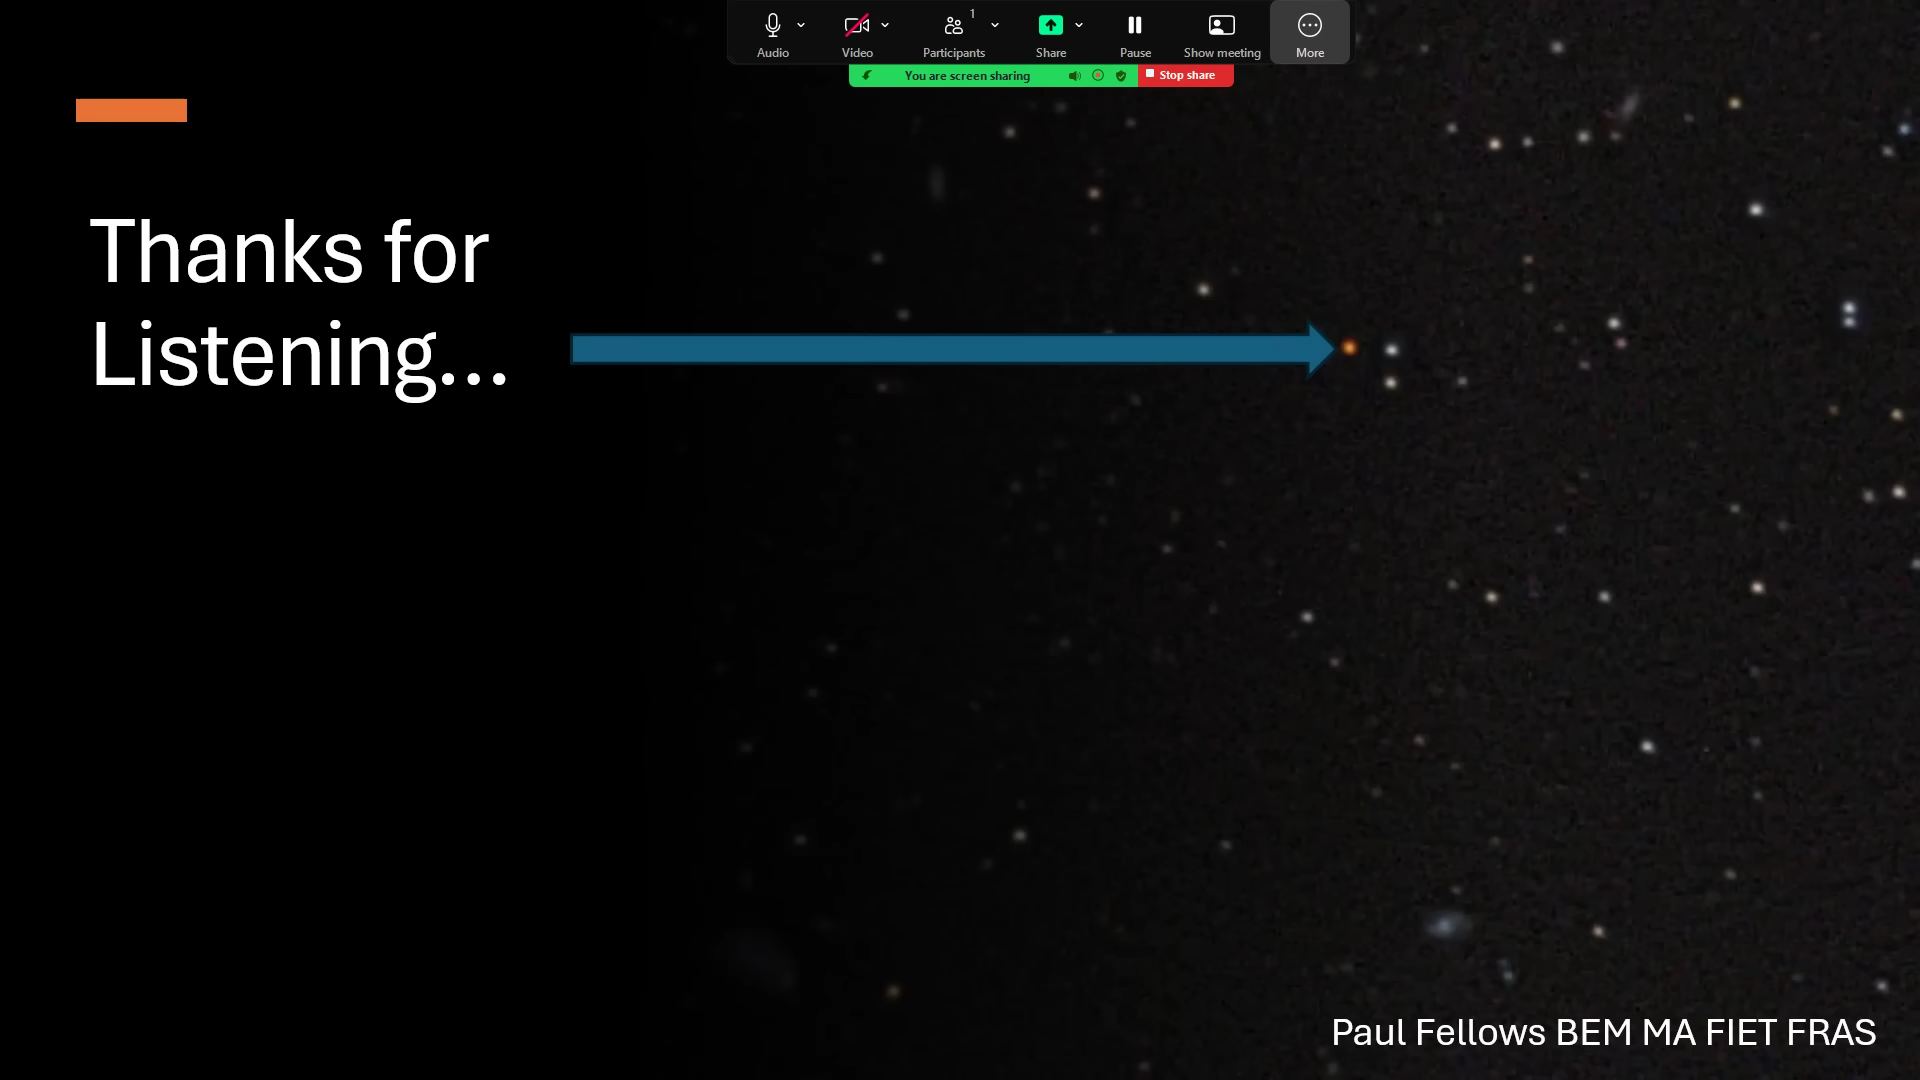 1
Audio
Video
Participants
Share
Pause
Show meeting
More
You are screen sharing
Stop share
Thanks for
Listening...
Paul Fellows BEM MA FIET FRAS